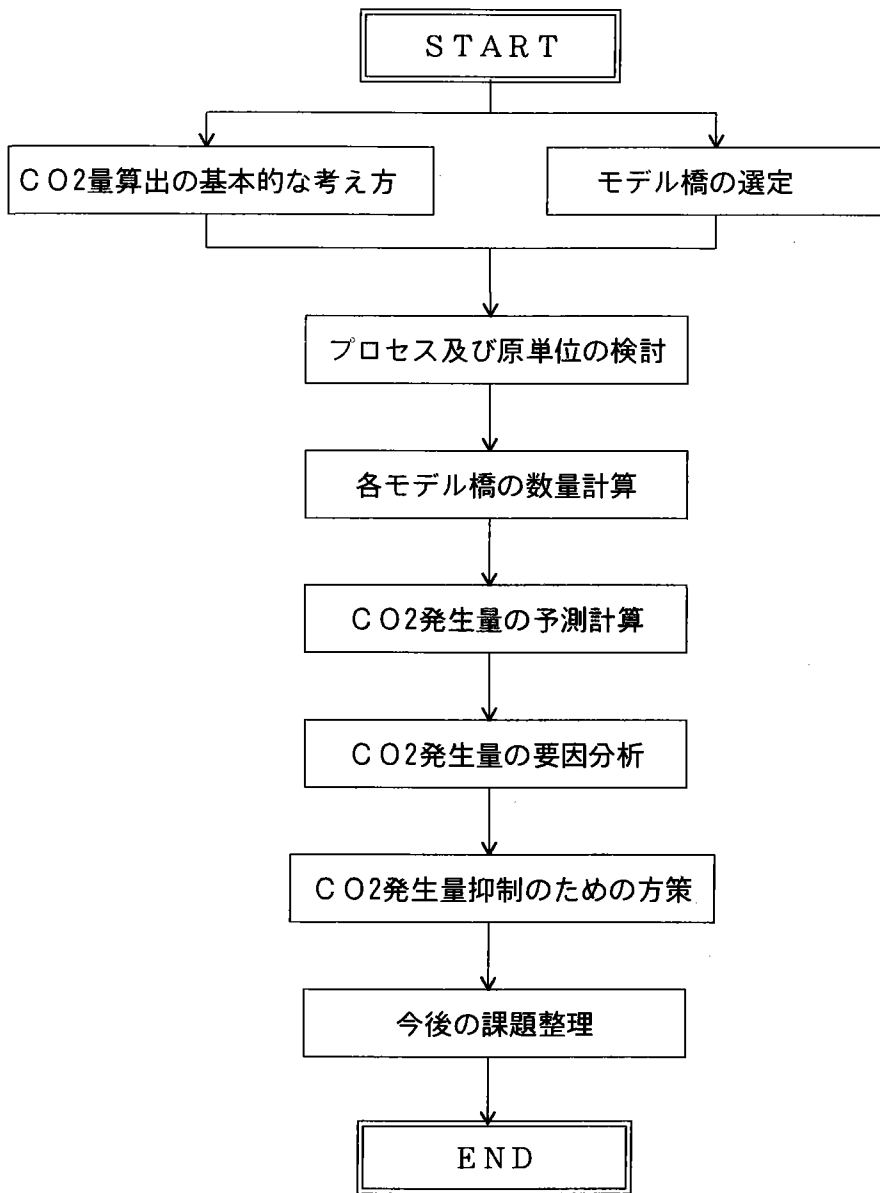 START
CO2量算出の基本的な考え方
モデル橋の選定
プロセス及び原単位の検討
各モデル橋の数量計算
CO2発生量の予測計算
CO2発生量の要因分析
CO2発生量抑制のための方策
今後の課題整理
END